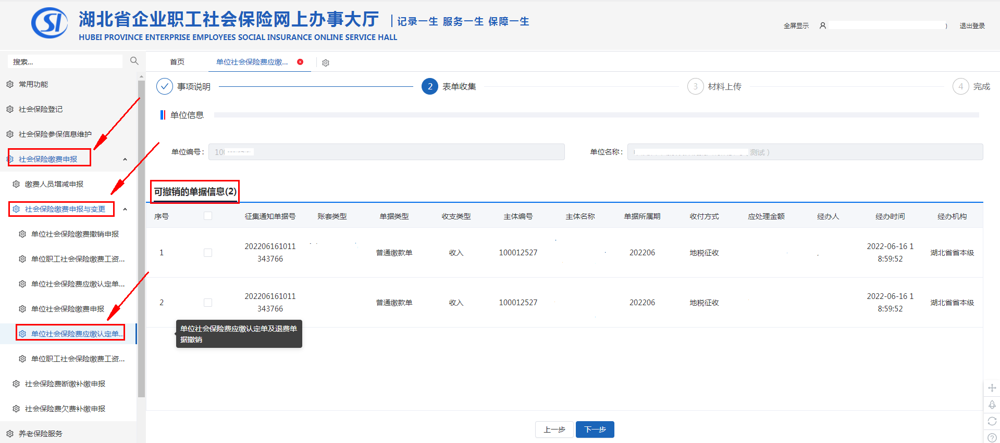 湖北省企业职工社会保险网上办事大厅 | 记录一生 服务一生 保障一生
HUBEI PROVINCE ENTERPRISE EMPLOYEES SOCIAL INSURANCE ONLINE SERVICE HALL
全屏显示 ) 退出登录
搜索...
常用功能
社会保险登记
社会保险参保信息维护
社会保险缴费申报
缴费人员增减申报
社会保险缴费申报与变更
单位社会保险缴费撤销申报
单位职工社会保险缴费工资...
单位社会保险费应缴认定单...
单位社会保险缴费申报
单位社会保险费应缴认定单...
单位职工社会保险缴费工资...
社会保险费断缴补缴申报
社会保险费欠费补缴申报
养老保险服务
首页 单位社会保险费应缴...
事项说明 2 表单收集 3 材料上传 4 完成
单位信息
单位编号: 100 单位名称: 测试）
可撤销的单据信息(2)
序号 征集通知单据号 账套类型 单据类型 收支类型 主体编号 主体名称 单据所属期 收付方式 应处理金额 经办人 经办时间 经办机构
1 202206161011343766 普通缴款单 收入 100012527 202206 地税征收 2022-06-16 18:59:52 湖北省省本级
2 202206161011343766 普通缴款单 收入 100012527 202206 地税征收 2022-06-16 18:59:52 湖北省省本级
单位社会保险费应缴认定单及退费单
据撤销
上一步 下一步